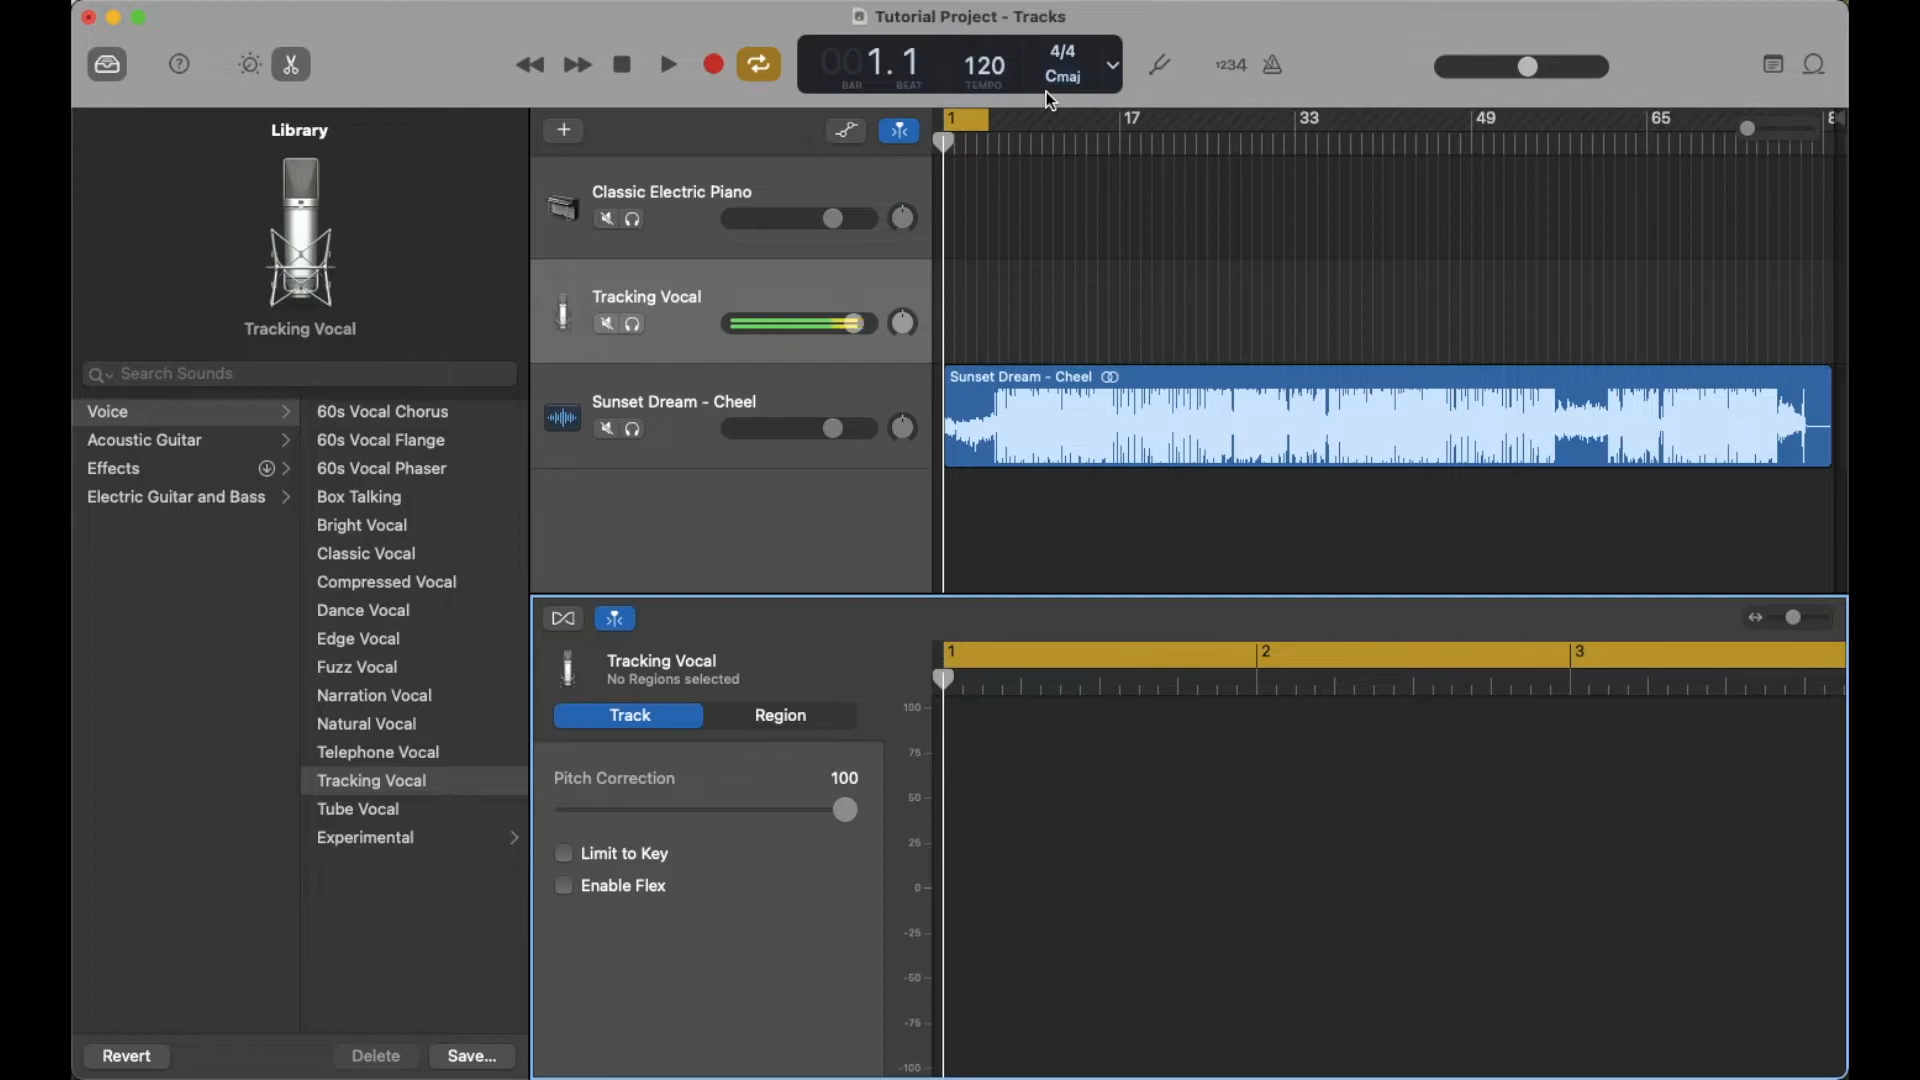 Tutorial Project - Tracks
001.1
BAR
BEAT
120
TEMPO
4/4
Cmaj
1234
Library
Tracking Vocal
Search Sounds
Voice
Acoustic Guitar
Effects
Electric Guitar and Bass
60s Vocal Chorus
60s Vocal Flange
60s Vocal Phaser
Box Talking
Bright Vocal
Classic Vocal
Compressed Vocal
Dance Vocal
Edge Vocal
Fuzz Vocal
Narration Vocal
Natural Vocal
Telephone Vocal
Tracking Vocal
Tube Vocal
Experimental
Revert
Delete
Save...
Classic Electric Piano
Tracking Vocal
Sunset Dream - Cheel
1 17 33 49 65
Sunset Dream - Cheel
Tracking Vocal
No Regions selected
Track
Region
Pitch Correction 100
Limit to Key
Enable Flex
1 2 3
100
75
50
25
0
-25
-50
-75
-100